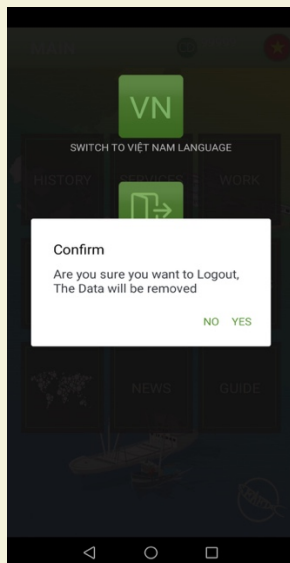 MAIN
VN
SWITCH TO VIỆT NAM LANGUAGE
HISTORY SERVICES WORK
Confirm
Are you sure you want to Logout,
The Data will be removed
NO YES
NEWS GUIDE